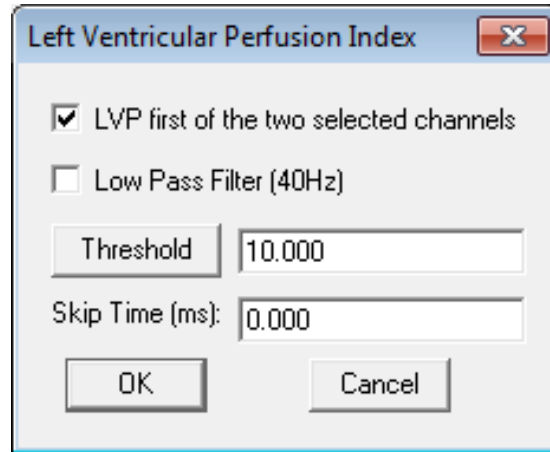 Left Ventricular Perfusion Index
LVP first of the two selected channels
Low Pass Filter (40Hz)
Threshold 10.000
Skip Time (ms): 0.000
OK Cancel